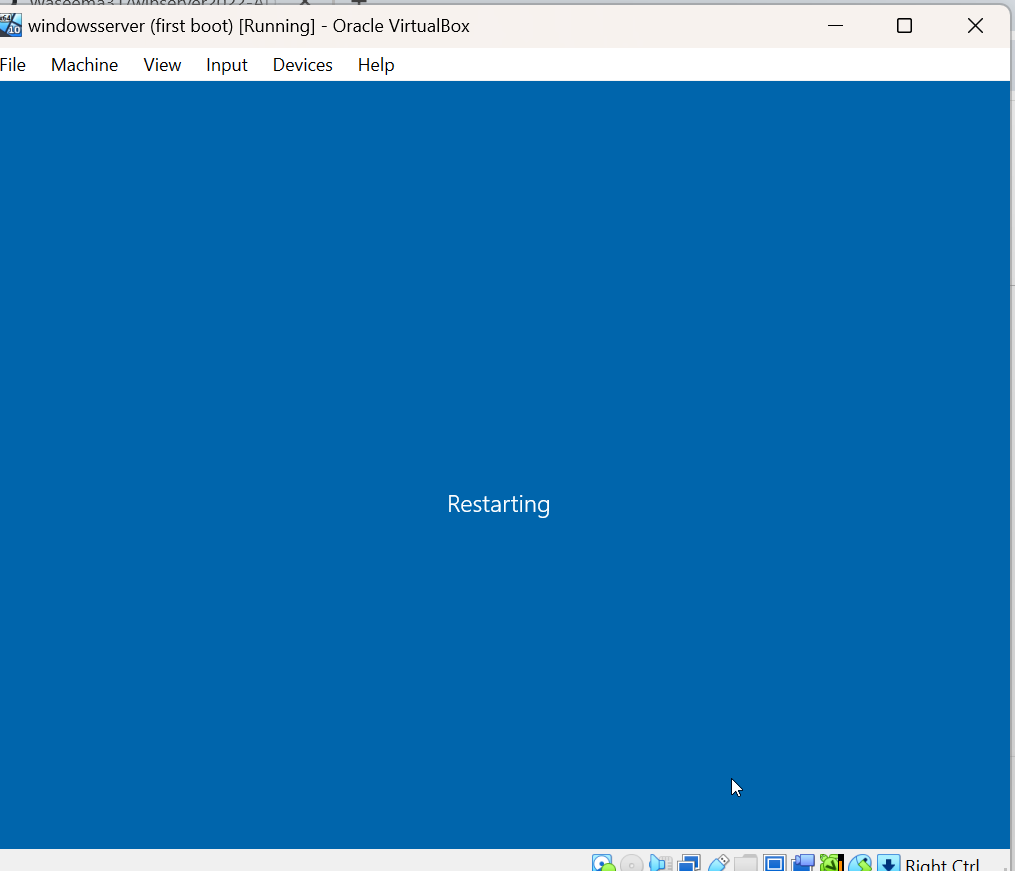 windowsserver (first boot) [Running] - Oracle VirtualBox
File Machine View Input Devices Help
Restarting
Right Ctrl